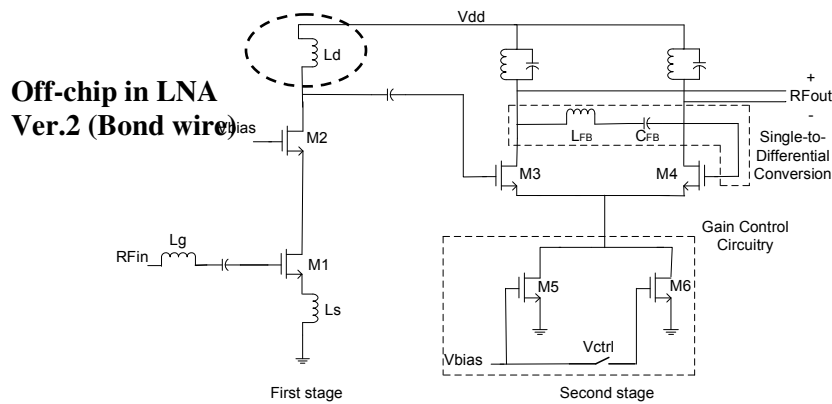 Vdd
Ld
Off-chip in LNA
Ver.2 (Bond wire)
Vbias
M2
+
RFout
-
LFB
CFB
Single-to-
Differential
Conversion
M3
M4
Gain Control
Circuitry
Lg
RFin
M1
M5
M6
Ls
Vctrl
Vbias
First stage
Second stage